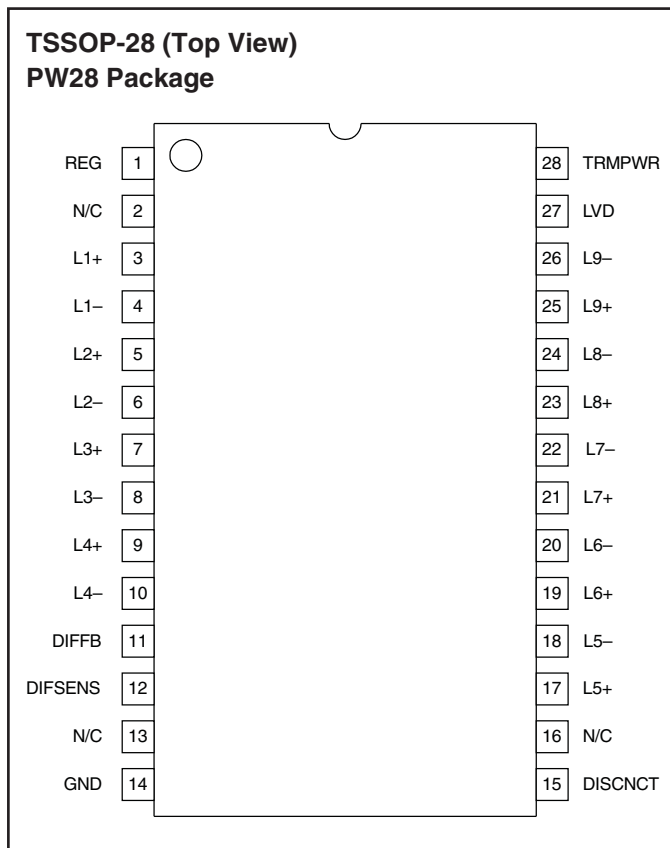 TSSOP-28 (Top View)
PW28 Package
REG 1 28 TRMPWR
N/C 2 27 LVD
L1+ 3 26 L9–
L1– 4 25 L9+
L2+ 5 24 L8–
L2– 6 23 L8+
L3+ 7 22 L7–
L3– 8 21 L7+
L4+ 9 20 L6–
L4– 10 19 L6+
DIFFB 11 18 L5–
DIFSENS 12 17 L5+
N/C 13 16 N/C
GND 14 15 DISCNCT